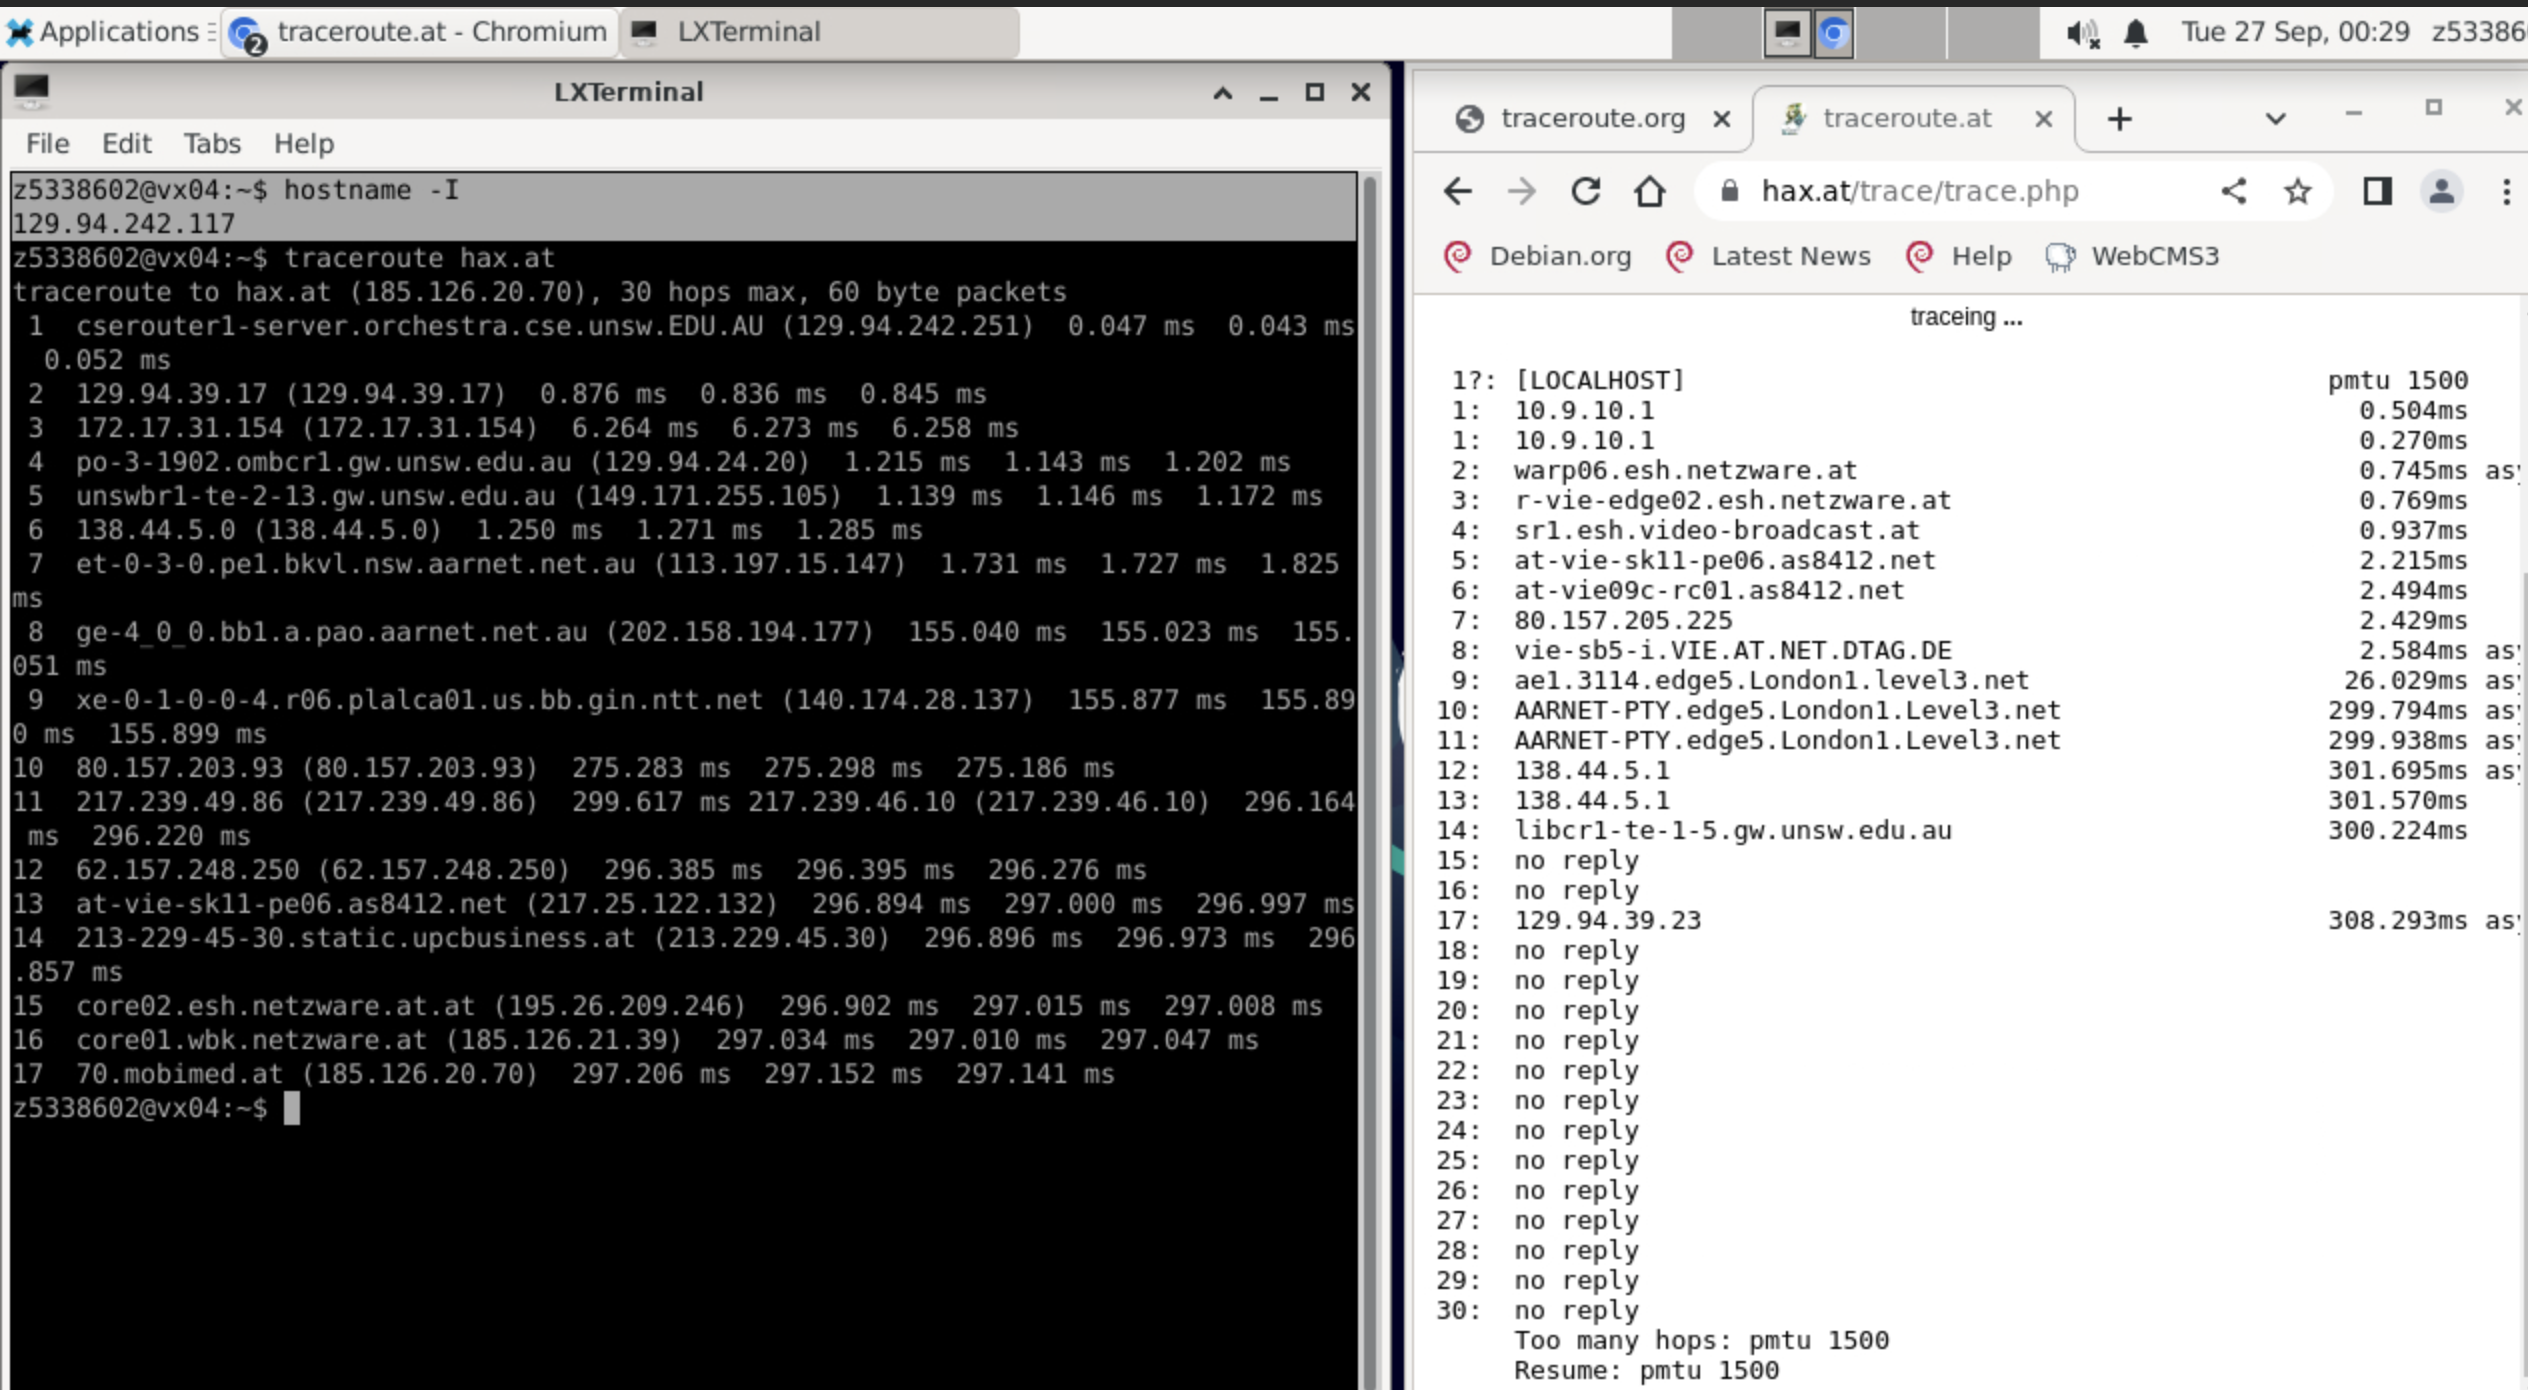 Applications
traceroute.at - Chromium
LXTerminal
Tue 27 Sep, 00:29
z53386
2
LXTerminal
File Edit Tabs Help
z5338602@vx04:~$ hostname -I
129.94.242.117
z5338602@vx04:~$ traceroute hax.at
traceroute to hax.at (185.126.20.70), 30 hops max, 60 byte packets
1 cserouter1-server.orchestra.cse.unsw.EDU.AU (129.94.242.251) 0.047 ms 0.043 ms
0.052 ms
2 129.94.39.17 (129.94.39.17) 0.876 ms 0.836 ms 0.845 ms
3 172.17.31.154 (172.17.31.154) 6.264 ms 6.273 ms 6.258 ms
4 po-3-1902.ombcr1.gw.unsw.edu.au (129.94.24.20) 1.215 ms 1.143 ms 1.202 ms
5 unswbr1-te-2-13.gw.unsw.edu.au (149.171.255.105) 1.139 ms 1.146 ms 1.172 ms
6 138.44.5.0 (138.44.5.0) 1.250 ms 1.271 ms 1.285 ms
7 et-0-3-0.pe1.bkvl.nsw.aarnet.net.au (113.197.15.147) 1.731 ms 1.727 ms 1.825
ms
8 ge-4_0_0.bb1.a.pao.aarnet.net.au (202.158.194.177) 155.040 ms 155.023 ms 155.
051 ms
9 xe-0-1-0-0-4.r06.plalca01.us.bb.gin.ntt.net (140.174.28.137) 155.877 ms 155.89
0 ms 155.899 ms
10 80.157.203.93 (80.157.203.93) 275.283 ms 275.298 ms 275.186 ms
11 217.239.49.86 (217.239.49.86) 299.617 ms 217.239.46.10 (217.239.46.10) 296.164
ms 296.220 ms
12 62.157.248.250 (62.157.248.250) 296.385 ms 296.395 ms 296.276 ms
13 at-vie-sk11-pe06.as8412.net (217.25.122.132) 296.894 ms 297.000 ms 296.997 ms
14 213-229-45-30.static.upcbusiness.at (213.229.45.30) 296.896 ms 296.973 ms 296
.857 ms
15 core02.esh.netzware.at.at (195.26.209.246) 296.902 ms 297.015 ms 297.008 ms
16 core01.wbk.netzware.at (185.126.21.39) 297.034 ms 297.010 ms 297.047 ms
17 70.mobimed.at (185.126.20.70) 297.206 ms 297.152 ms 297.141 ms
z5338602@vx04:~$
traceroute.org traceroute.at
hax.at/trace/trace.php
Debian.org Latest News Help WebCMS3
traceing ...
1?: [LOCALHOST] pmtu 1500
1: 10.9.10.1 0.504ms
1: 10.9.10.1 0.270ms
2: warp06.esh.netzware.at 0.745ms as
3: r-vie-edge02.esh.netzware.at 0.769ms
4: sr1.esh.video-broadcast.at 0.937ms
5: at-vie-sk11-pe06.as8412.net 2.215ms
6: at-vie09c-rc01.as8412.net 2.494ms
7: 80.157.205.225 2.429ms
8: vie-sb5-i.VIE.AT.NET.DTAG.DE 2.584ms as
9: ae1.3114.edge5.London1.level3.net 26.029ms as
10: AARNET-PTY.edge5.London1.Level3.net 299.794ms as
11: AARNET-PTY.edge5.London1.Level3.net 299.938ms as
12: 138.44.5.1 301.695ms as
13: 138.44.5.1 301.570ms
14: libcr1-te-1-5.gw.unsw.edu.au 300.224ms
15: no reply
16: no reply
17: 129.94.39.23 308.293ms as
18: no reply
19: no reply
20: no reply
21: no reply
22: no reply
23: no reply
24: no reply
25: no reply
26: no reply
27: no reply
28: no reply
29: no reply
30: no reply
Too many hops: pmtu 1500
Resume: pmtu 1500